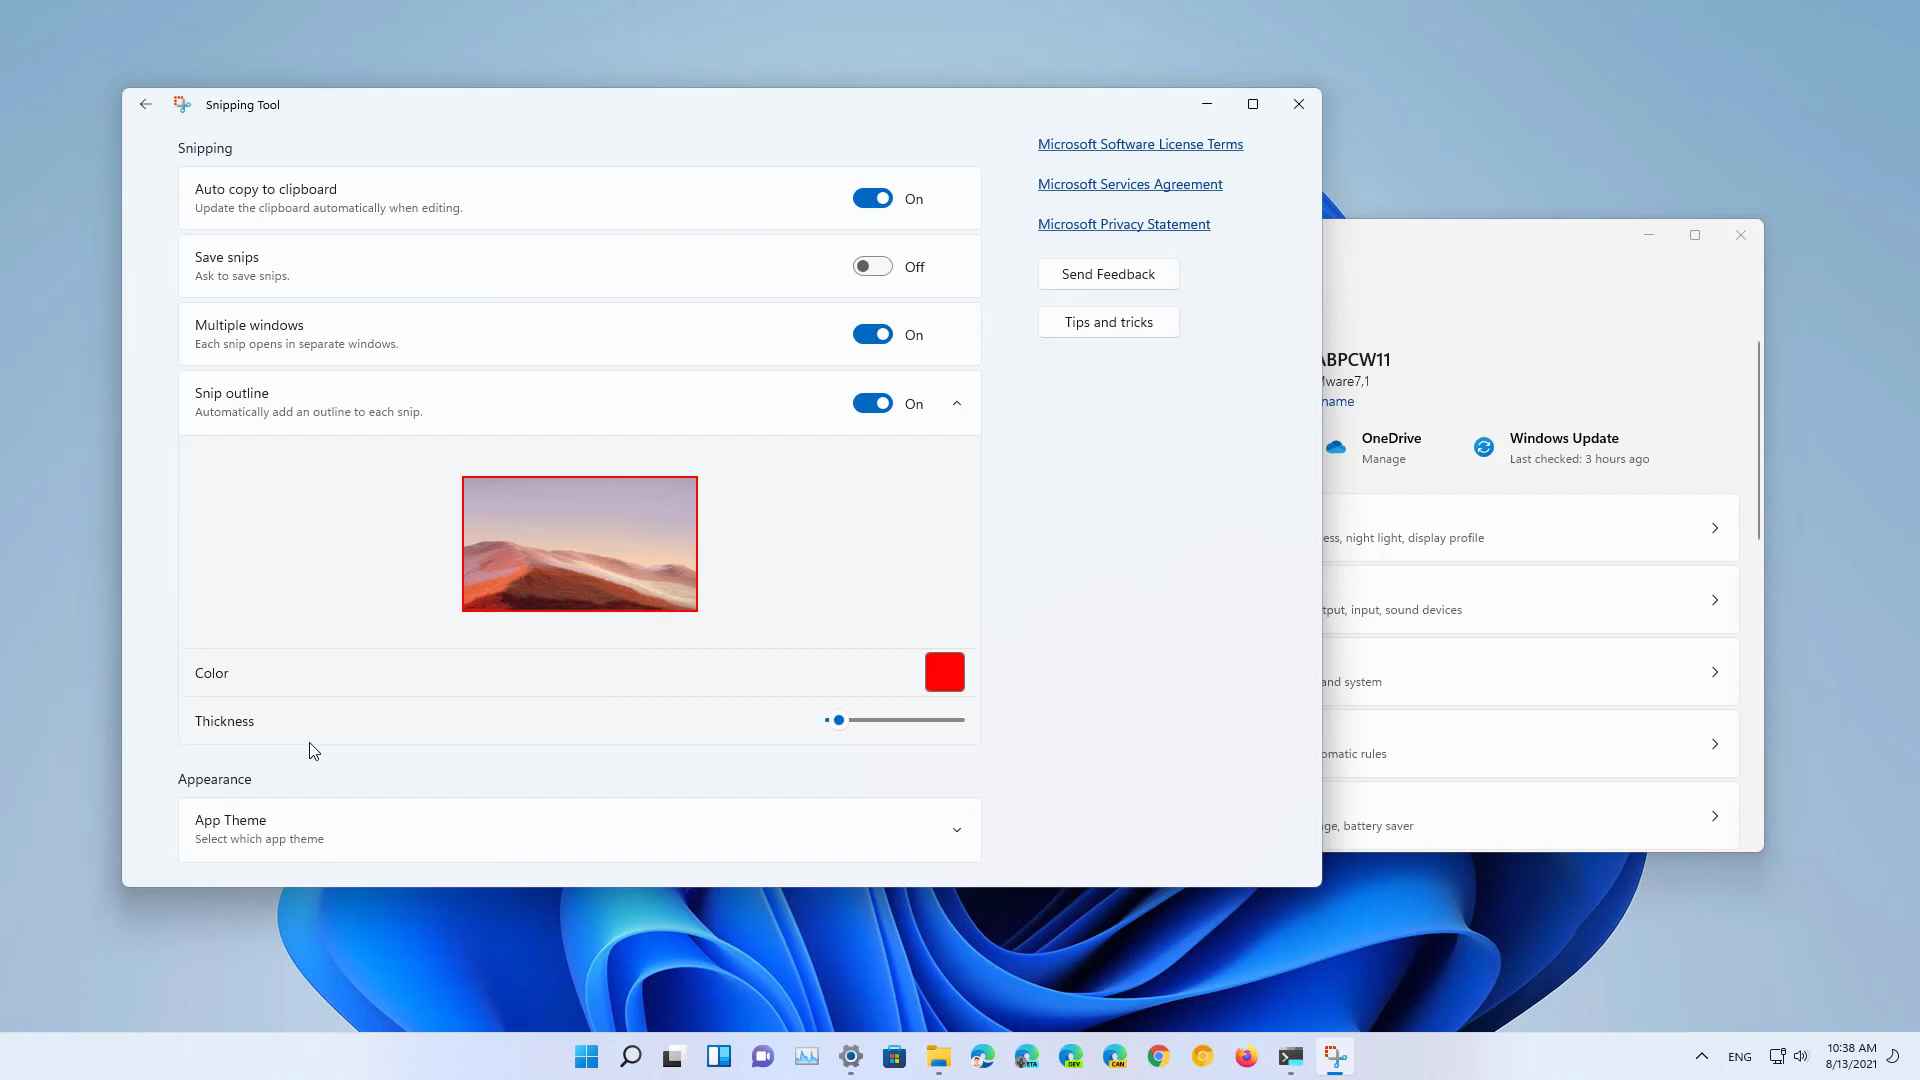 Snipping Tool
Snipping
Auto copy to clipboard
Update the clipboard automatically when editing.
On
Save snips
Ask to save snips.
Off
Multiple windows
Each snip opens in separate windows.
On
Snip outline
Automatically add an outline to each snip.
On
Color
Thickness
Appearance
App Theme
Select which app theme
Microsoft Software License Terms
Microsoft Services Agreement
Microsoft Privacy Statement
Send Feedback
Tips and tricks
ABPCW11
Mware7,1
name
OneDrive
Manage
Windows Update
Last checked: 3 hours ago
ess, night light, display profile
tput, input, sound devices
and system
omatic rules
ge, battery saver
BETA
DEV
CAN
ENG
10:38 AM
8/13/2021